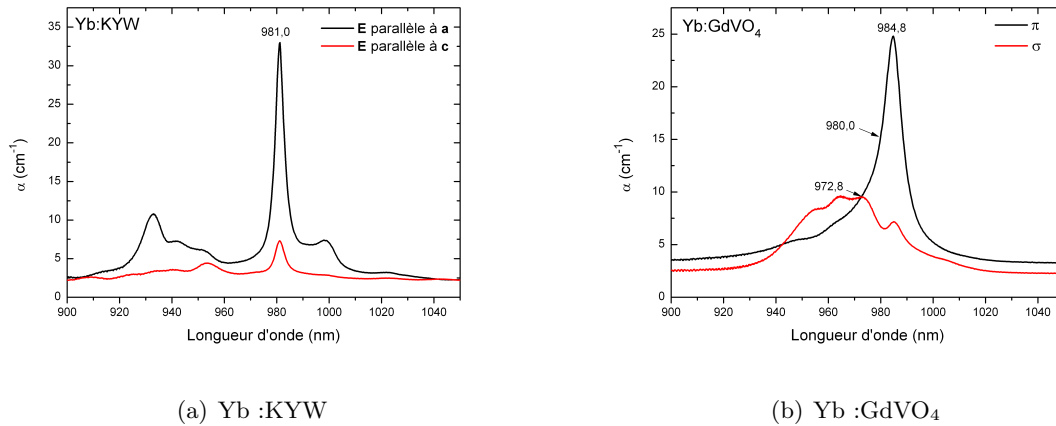 Yb:KYW
E parallèle à a
E parallèle à c
981,0
α (cm⁻¹)
35
30
25
20
15
10
5
0
900 920 940 960 980 1000 1020 1040
Longueur d'onde (nm)
(a) Yb :KYW
Yb:GdVO₄
π
σ
984,8
980,0
972,8
α (cm⁻¹)
25
20
15
10
5
0
900 920 940 960 980 1000 1020 1040
Longueur d'onde (nm)
(b) Yb :GdVO₄